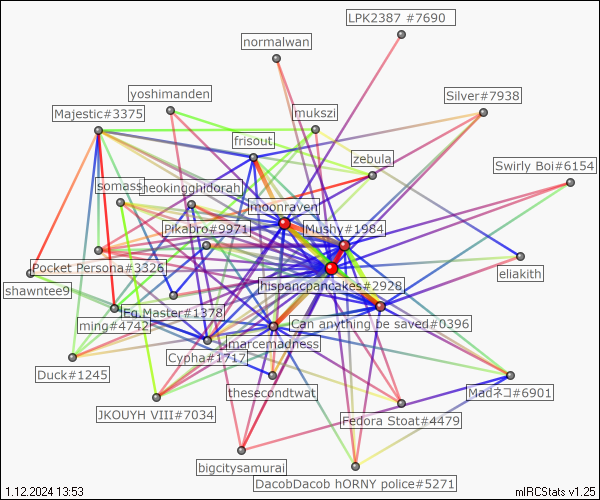 LPK2387 #7690
normalwan
yoshimanden
Silver#7938
Majestic#3375
mukszi
frisout
zebula
Swirly Boi#6154
somass
theokingghidorah
moonraven
Pikabro#9971
Mushy#1984
Pocket Persona#3326
eliakith
shawntee9
hispancpancakes#2928
Eg.Master#1378
ming#4742
Can anything be saved#0396
marcemadness
Cypha#1717
Duck#1245
thesecondtwat
Madネコ#6901
JKOUYH VIII#7034
Fedora Stoat#4479
bigcitysamurai
DacobDacob hORNY police#5271
1.12.2024 13:53
mIRCStats v1.25